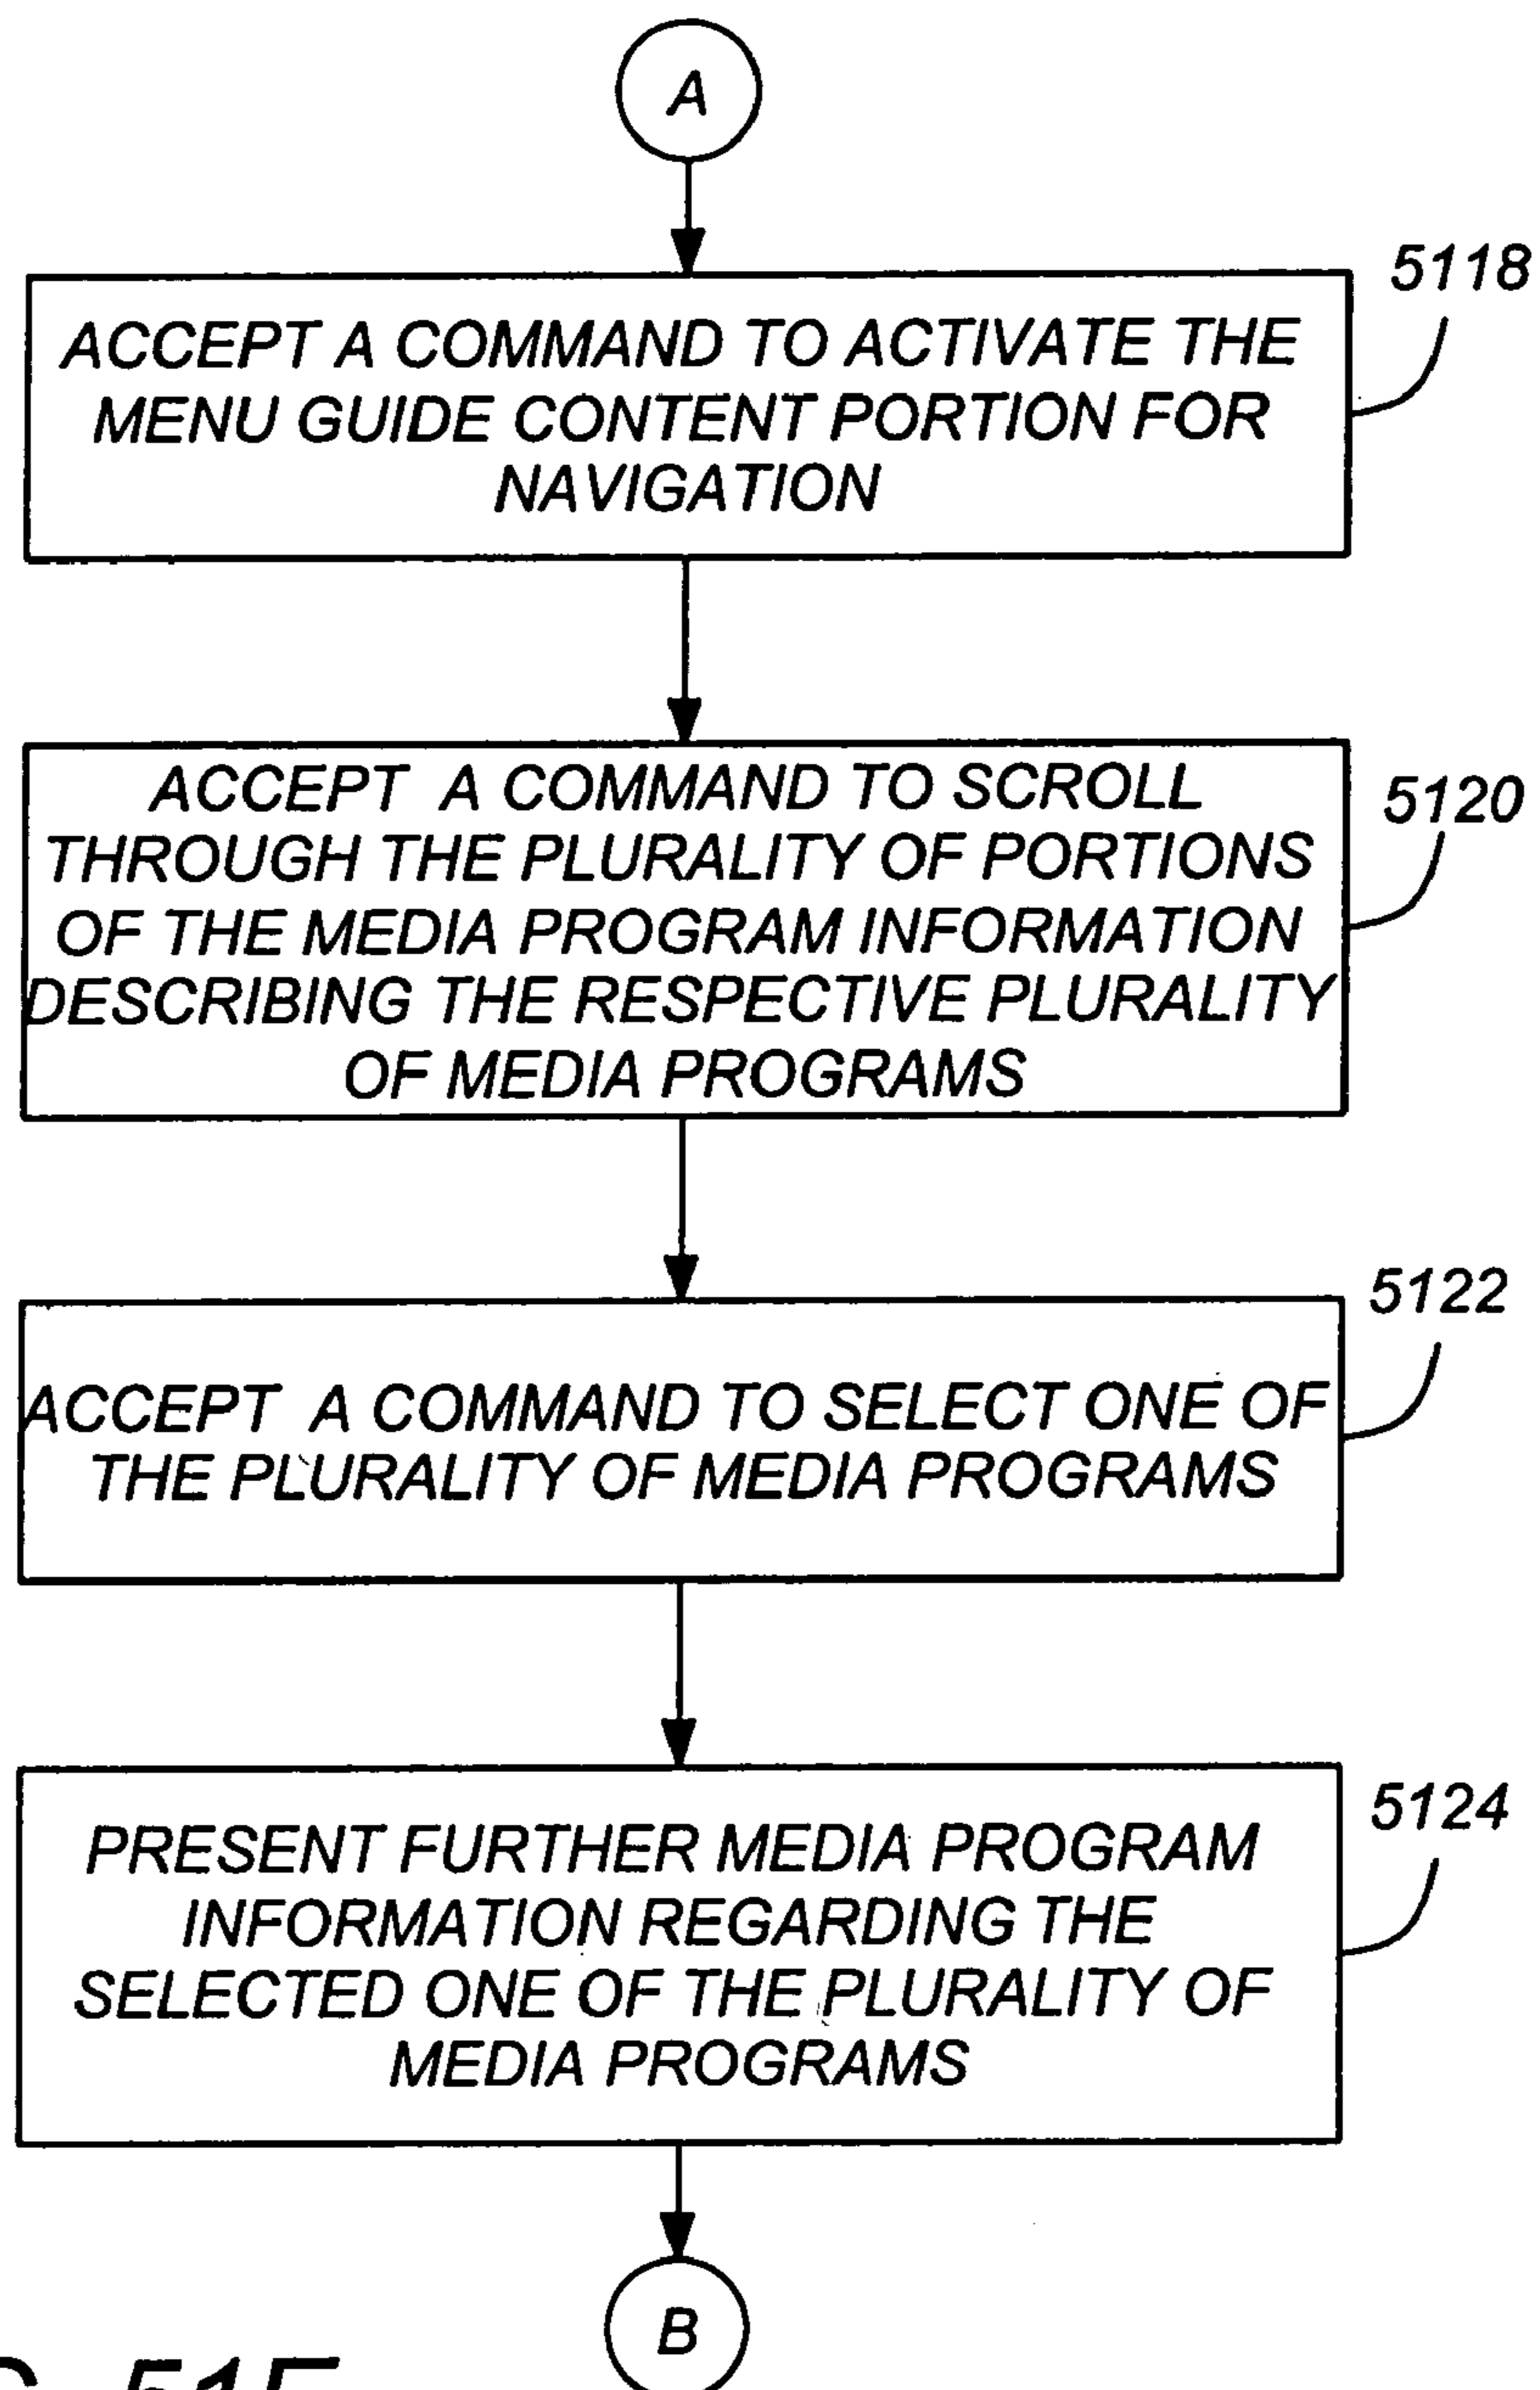 A
5118
ACCEPT A COMMAND TO ACTIVATE THE
MENU GUIDE CONTENT PORTION FOR
NAVIGATION
5120
ACCEPT A COMMAND TO SCROLL
THROUGH THE PLURALITY OF PORTIONS
OF THE MEDIA PROGRAM INFORMATION
DESCRIBING THE RESPECTIVE PLURALITY
OF MEDIA PROGRAMS
5122
ACCEPT A COMMAND TO SELECT ONE OF
THE PLURALITY OF MEDIA PROGRAMS
5124
PRESENT FURTHER MEDIA PROGRAM
INFORMATION REGARDING THE
SELECTED ONE OF THE PLURALITY OF
MEDIA PROGRAMS
B